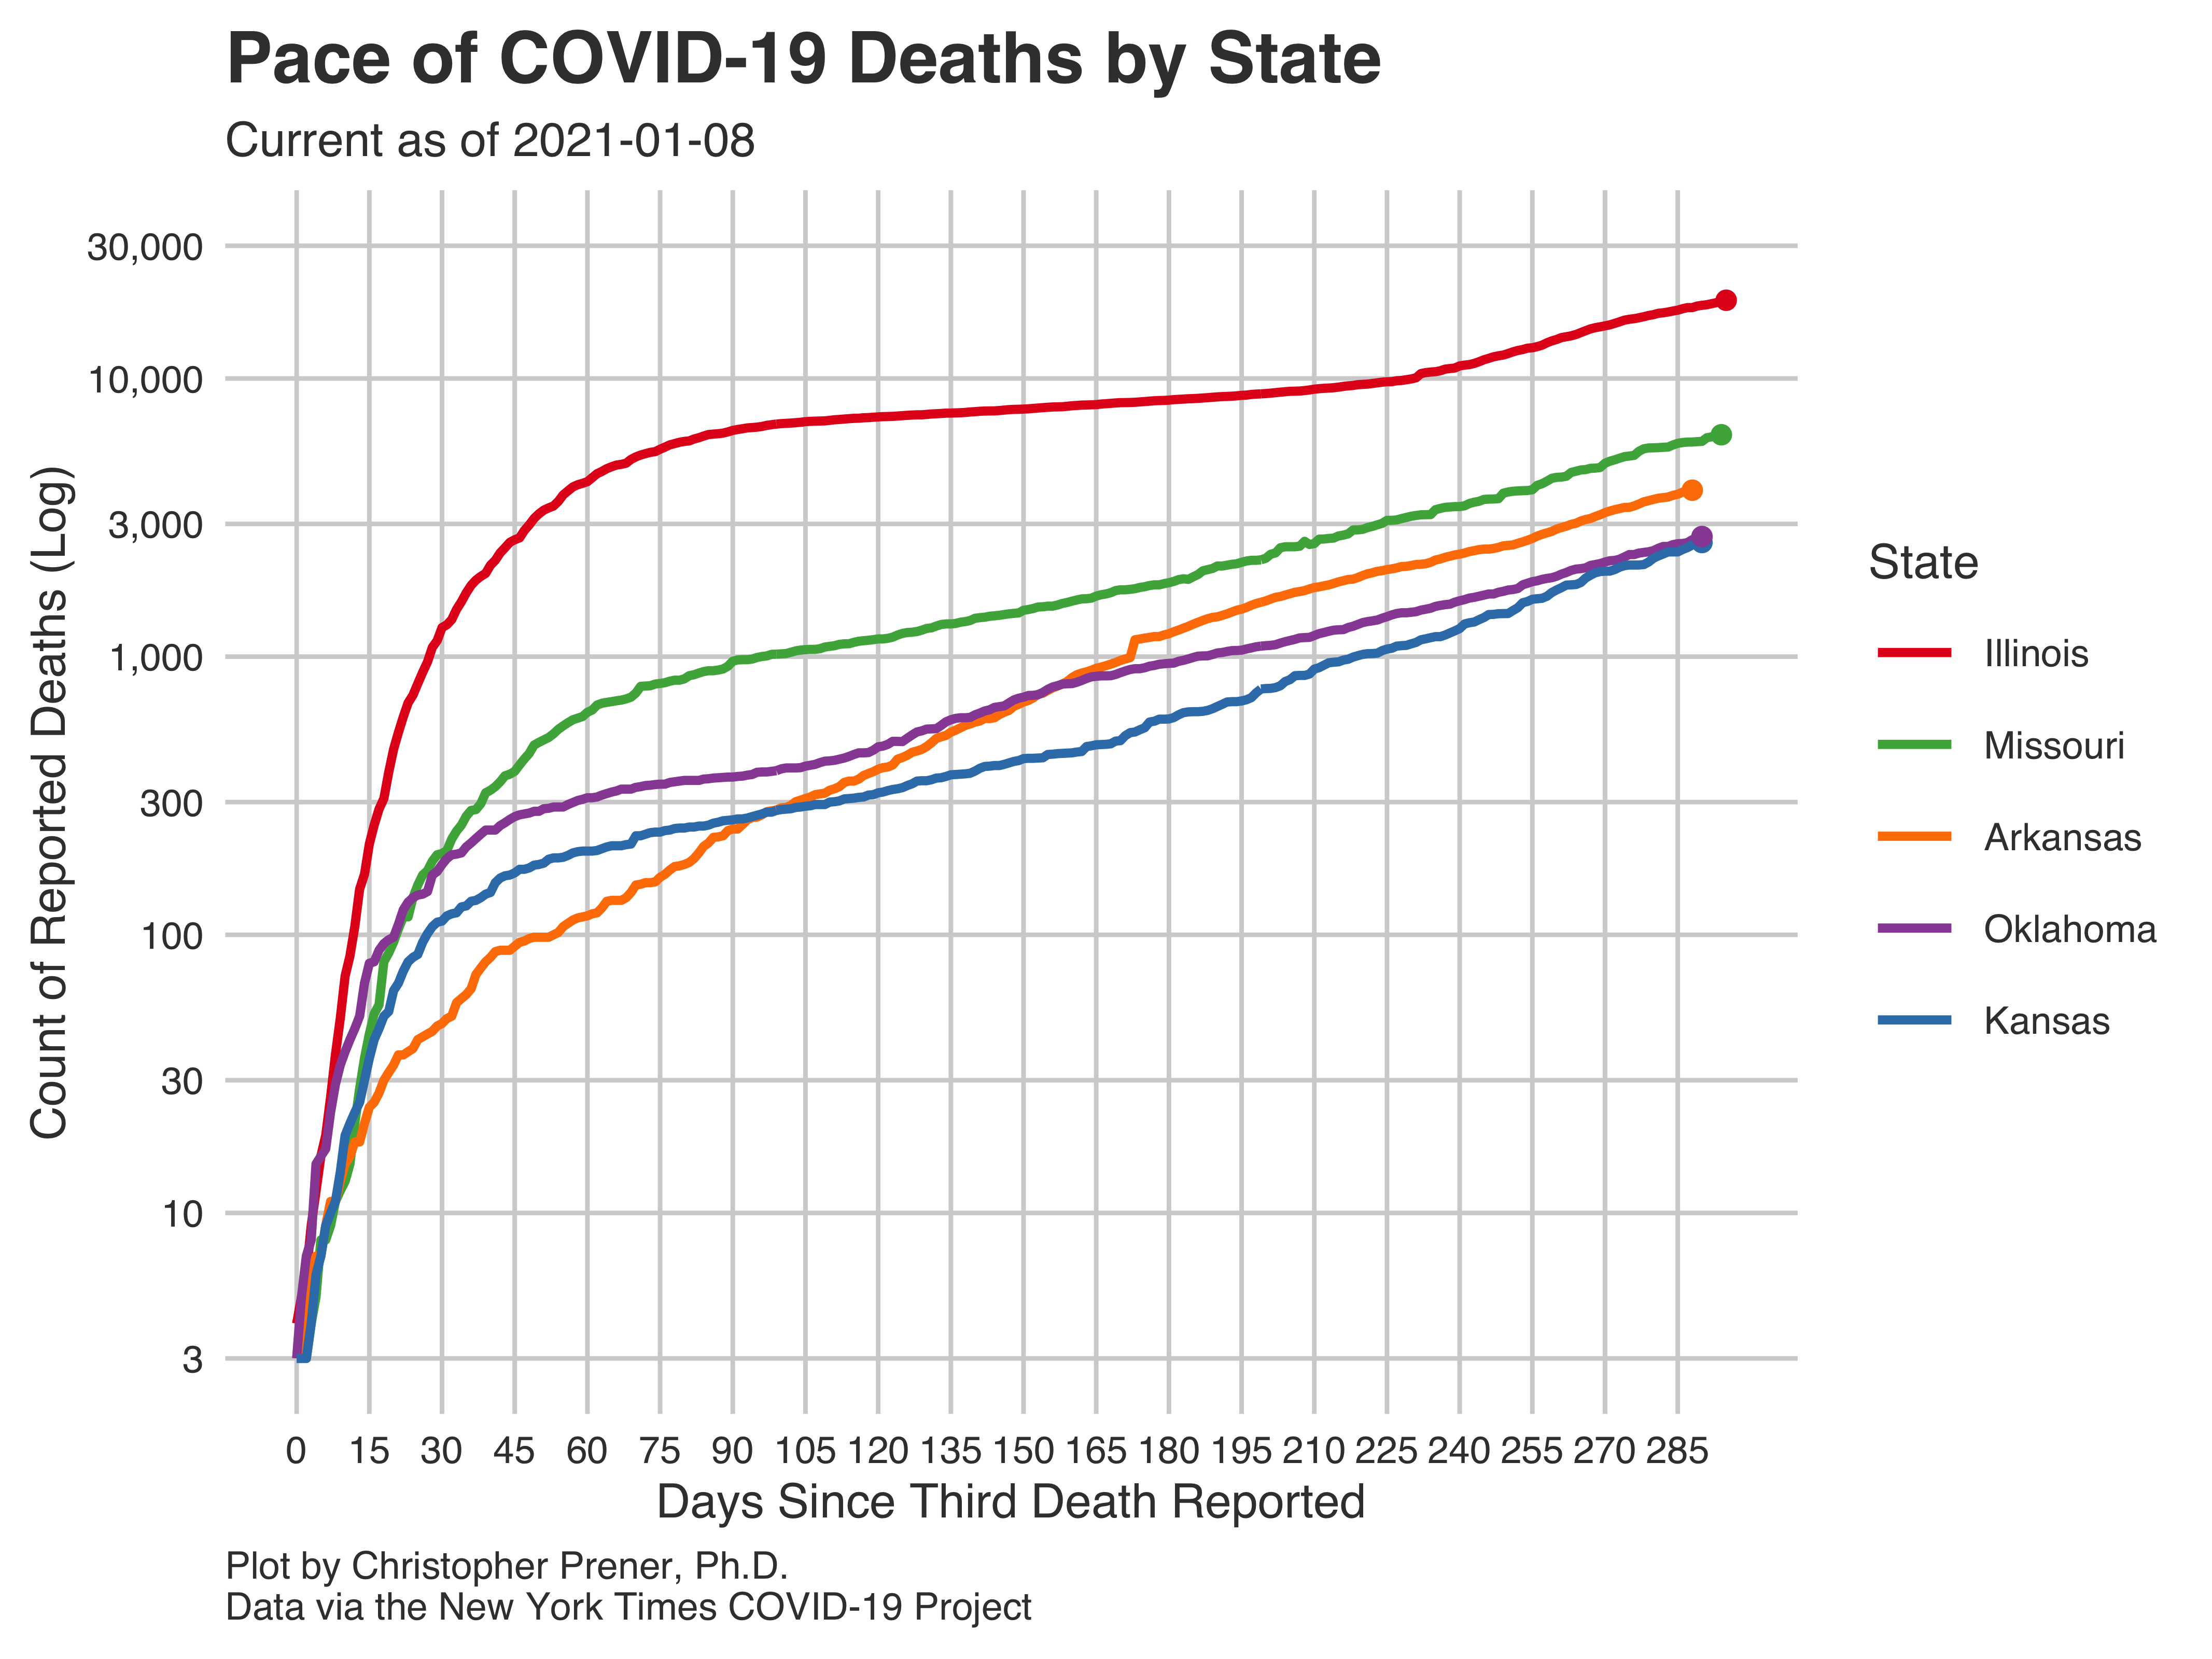 Pace of COVID-19 Deaths by State
Current as of 2021-01-08
Count of Reported Deaths (Log)
30,000
10,000
3,000
1,000
300
100
30
10
3
0 15 30 45 60 75 90 105 120 135 150 165 180 195 210 225 240 255 270 285
Days Since Third Death Reported
State
Illinois
Missouri
Arkansas
Oklahoma
Kansas
Plot by Christopher Prener, Ph.D.
Data via the New York Times COVID-19 Project